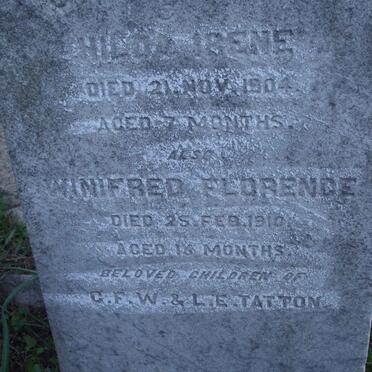 HILDA IRENE
DIED 21. NOV. 1904.
AGED 7 MONTHS.
ALSO
WINIFRED FLORENCE
DIED 25. FEB. 1910
AGED 16 MONTHS
BELOVED CHILDREN OF
C. F. W. & L. E. TATTON.